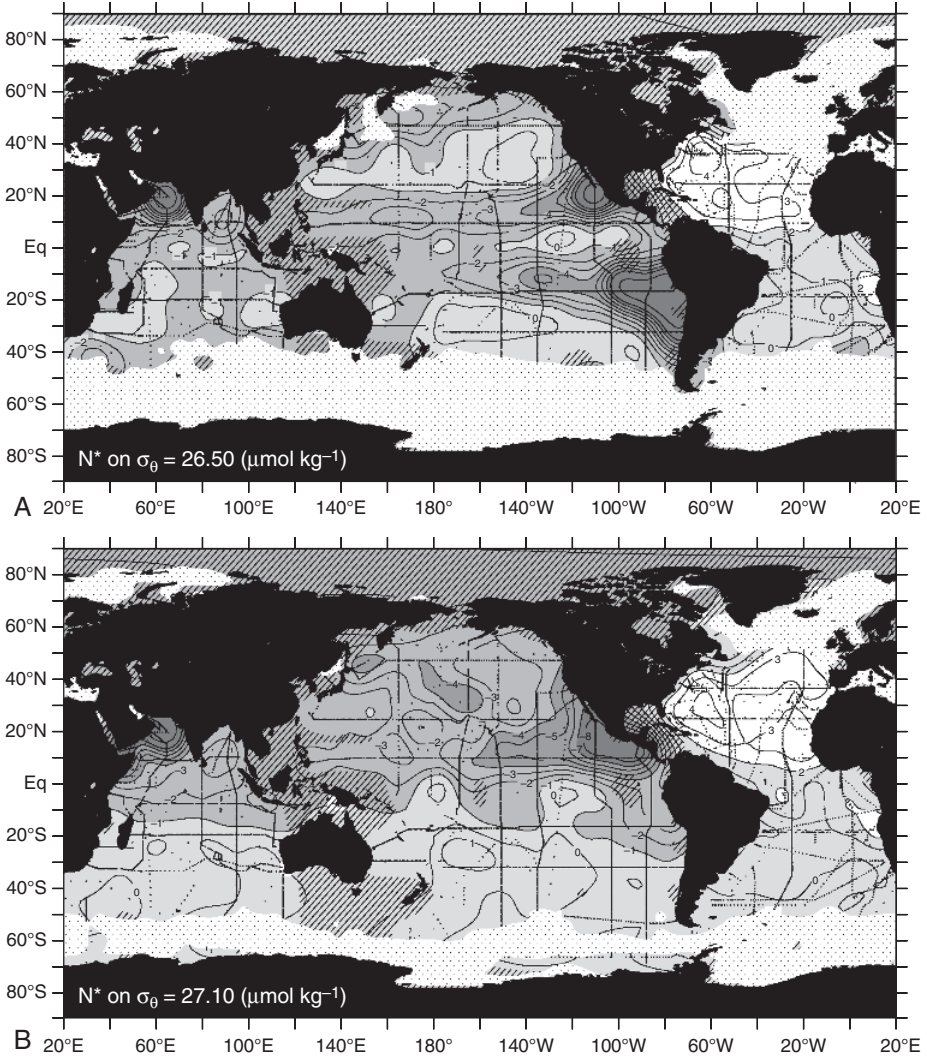 80°N
60°N
40°N
20°N
Eq
20°S
40°S
60°S
80°S
N* on σθ = 26.50 (μmol kg–1)
A 20°E 60°E 100°E 140°E 180° 140°W 100°W 60°W 20°W 20°E
80°N
60°N
40°N
20°N
Eq
20°S
40°S
60°S
80°S
N* on σθ = 27.10 (μmol kg–1)
B 20°E 60°E 100°E 140°E 180° 140°W 100°W 60°W 20°W 20°E